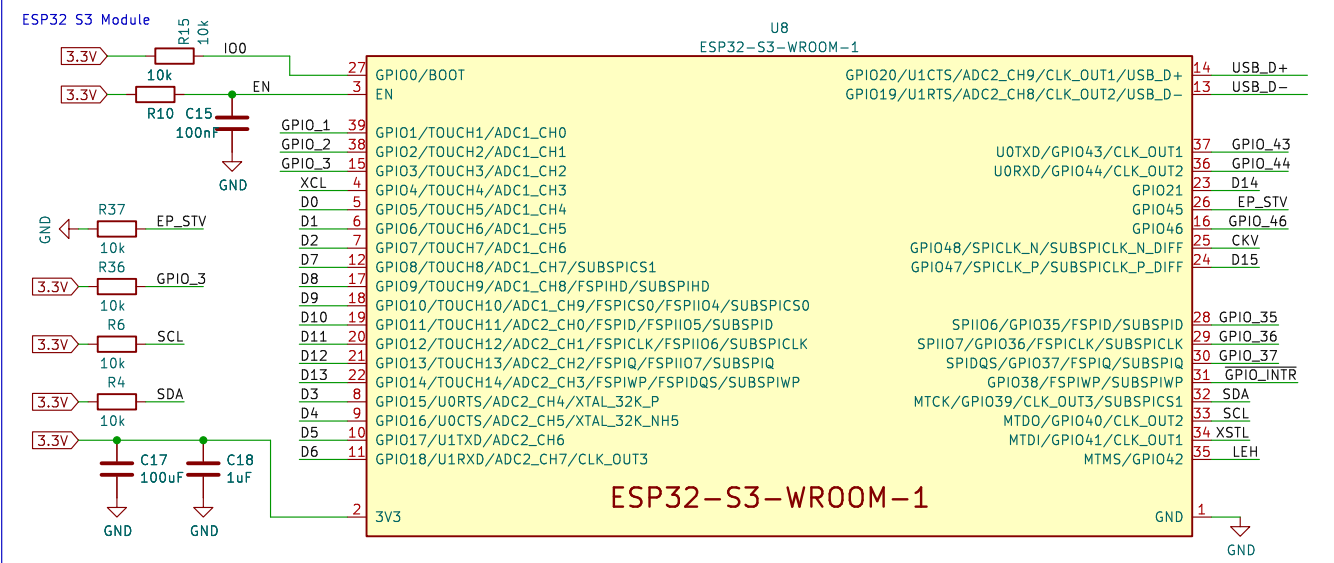 ESP32 S3 Module
R15
10k
3.3V
IO0
10k
3.3V
EN
R10
C15
100nF
GND
GND
R37
EP_STV
10k
R36
3.3V
GPIO_3
10k
R6
3.3V
SCL
10k
R4
3.3V
SDA
10k
3.3V
C17
100uF
GND
C18
1uF
GND
U8
ESP32-S3-WROOM-1
27 GPIO0/BOOT
3 EN
GPIO_1 39 GPIO1/TOUCH1/ADC1_CH0
GPIO_2 38 GPIO2/TOUCH2/ADC1_CH1
GPIO_3 15 GPIO3/TOUCH3/ADC1_CH2
XCL 4 GPIO4/TOUCH4/ADC1_CH3
D0 5 GPIO5/TOUCH5/ADC1_CH4
D1 6 GPIO6/TOUCH6/ADC1_CH5
D2 7 GPIO7/TOUCH7/ADC1_CH6
D7 12 GPIO8/TOUCH8/ADC1_CH7/SUBSPICS1
D8 17 GPIO9/TOUCH9/ADC1_CH8/FSPIHD/SUBSPIHD
D9 18 GPIO10/TOUCH10/ADC1_CH9/FSPICS0/FSPIIO4/SUBSPICS0
D10 19 GPIO11/TOUCH11/ADC2_CH0/FSPID/FSPIIO5/SUBSPID
D11 20 GPIO12/TOUCH12/ADC2_CH1/FSPICLK/FSPIIO6/SUBSPICLK
D12 21 GPIO13/TOUCH13/ADC2_CH2/FSPIQ/FSPIIO7/SUBSPIQ
D13 22 GPIO14/TOUCH14/ADC2_CH3/FSPIWP/FSPIDQS/SUBSPIWP
D3 8 GPIO15/U0RTS/ADC2_CH4/XTAL_32K_P
D4 9 GPIO16/U0CTS/ADC2_CH5/XTAL_32K_NH5
D5 10 GPIO17/U1TXD/ADC2_CH6
D6 11 GPIO18/U1RXD/ADC2_CH7/CLK_OUT3
2 3V3
GPIO20/U1CTS/ADC2_CH9/CLK_OUT1/USB_D+ 14 USB_D+
GPIO19/U1RTS/ADC2_CH8/CLK_OUT2/USB_D- 13 USB_D-
U0TXD/GPIO43/CLK_OUT1 37 GPIO_43
U0RXD/GPIO44/CLK_OUT2 36 GPIO_44
GPIO21 23 D14
GPIO45 26 EP_STV
GPIO46 16 GPIO_46
GPIO48/SPICLK_N/SUBSPICLK_N_DIFF 25 CKV
GPIO47/SPICLK_P/SUBSPICLK_P_DIFF 24 D15
SPIIO6/GPIO35/FSPID/SUBSPID 28 GPIO_35
SPIIO7/GPIO36/FSPICLK/SUBSPICLK 29 GPIO_36
SPIDQS/GPIO37/FSPIQ/SUBSPIQ 30 GPIO_37
GPIO38/FSPIWP/SUBSPIWP 31 GPIO_INTR
MTCK/GPIO39/CLK_OUT3/SUBSPICS1 32 SDA
MTDO/GPIO40/CLK_OUT2 33 SCL
MTDI/GPIO41/CLK_OUT1 34 XSTL
MTMS/GPIO42 35 LEH
ESP32-S3-WROOM-1
GND 1
GND